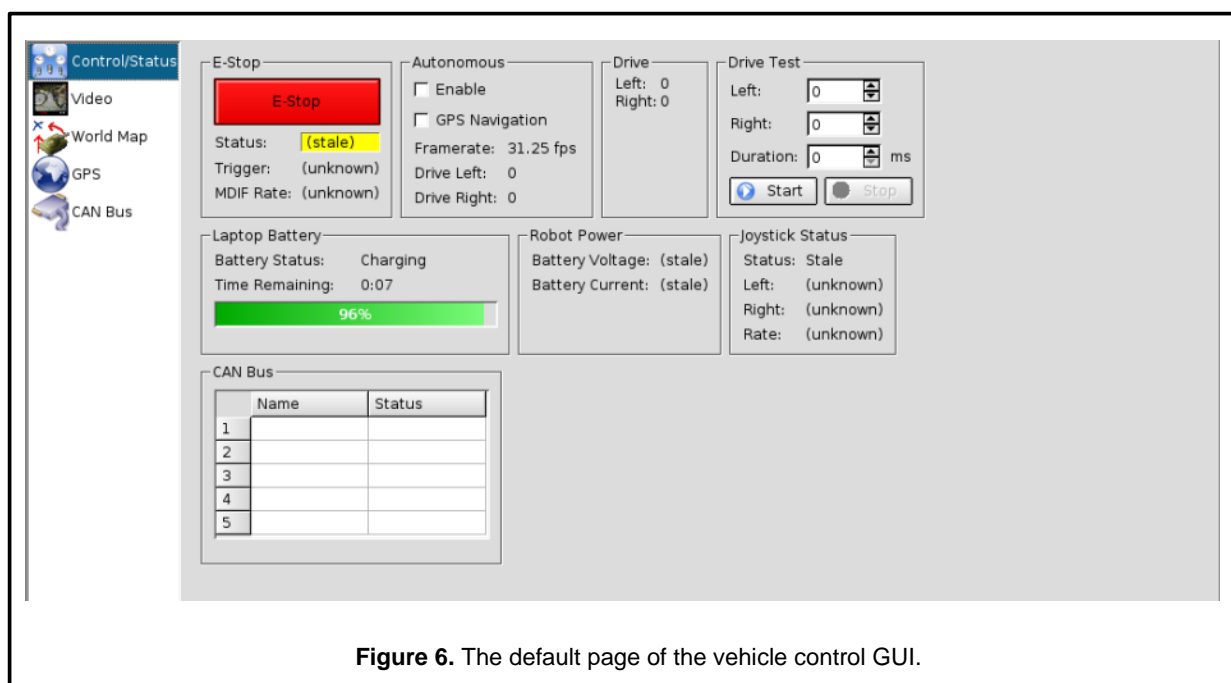 Control/Status
Video
World Map
GPS
CAN Bus
E-Stop
E-Stop
Status: (stale)
Trigger: (unknown)
MDIF Rate: (unknown)
Autonomous
Enable
GPS Navigation
Framerate: 31.25 fps
Drive Left: 0
Drive Right: 0
Drive
Left: 0
Right: 0
Drive Test
Left: 0
Right: 0
Duration: 0 ms
Start Stop
Laptop Battery
Battery Status: Charging
Time Remaining: 0:07
96%
Robot Power
Battery Voltage: (stale)
Battery Current: (stale)
Joystick Status
Status: Stale
Left: (unknown)
Right: (unknown)
Rate: (unknown)
CAN Bus
Name Status
1
2
3
4
5
Figure 6. The default page of the vehicle control GUI.